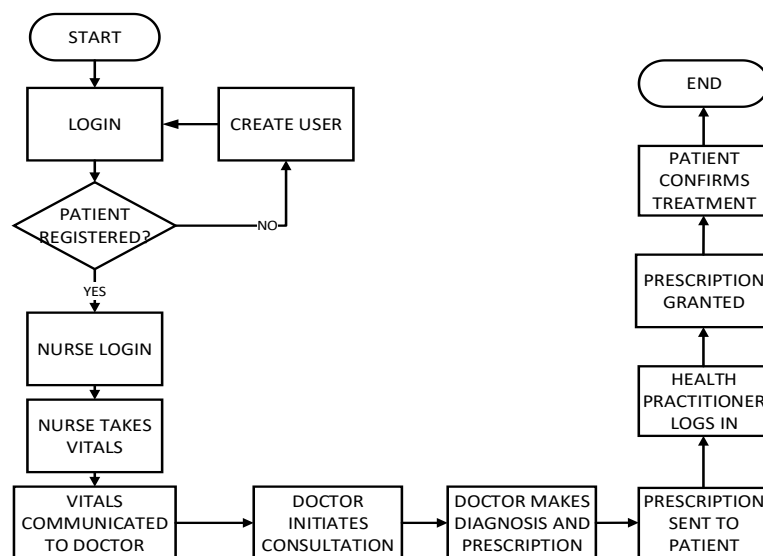 START
LOGIN
CREATE USER
PATIENT
REGISTERED?
NO
YES
NURSE LOGIN
NURSE TAKES
VITALS
VITALS
COMMUNICATED
TO DOCTOR
DOCTOR
INITIATES
CONSULTATION
DOCTOR MAKES
DIAGNOSIS AND
PRESCRIPTION
PRESCRIPTION
SENT TO
PATIENT
HEALTH
PRACTITIONER
LOGS IN
PRESCRIPTION
GRANTED
PATIENT
CONFIRMS
TREATMENT
END